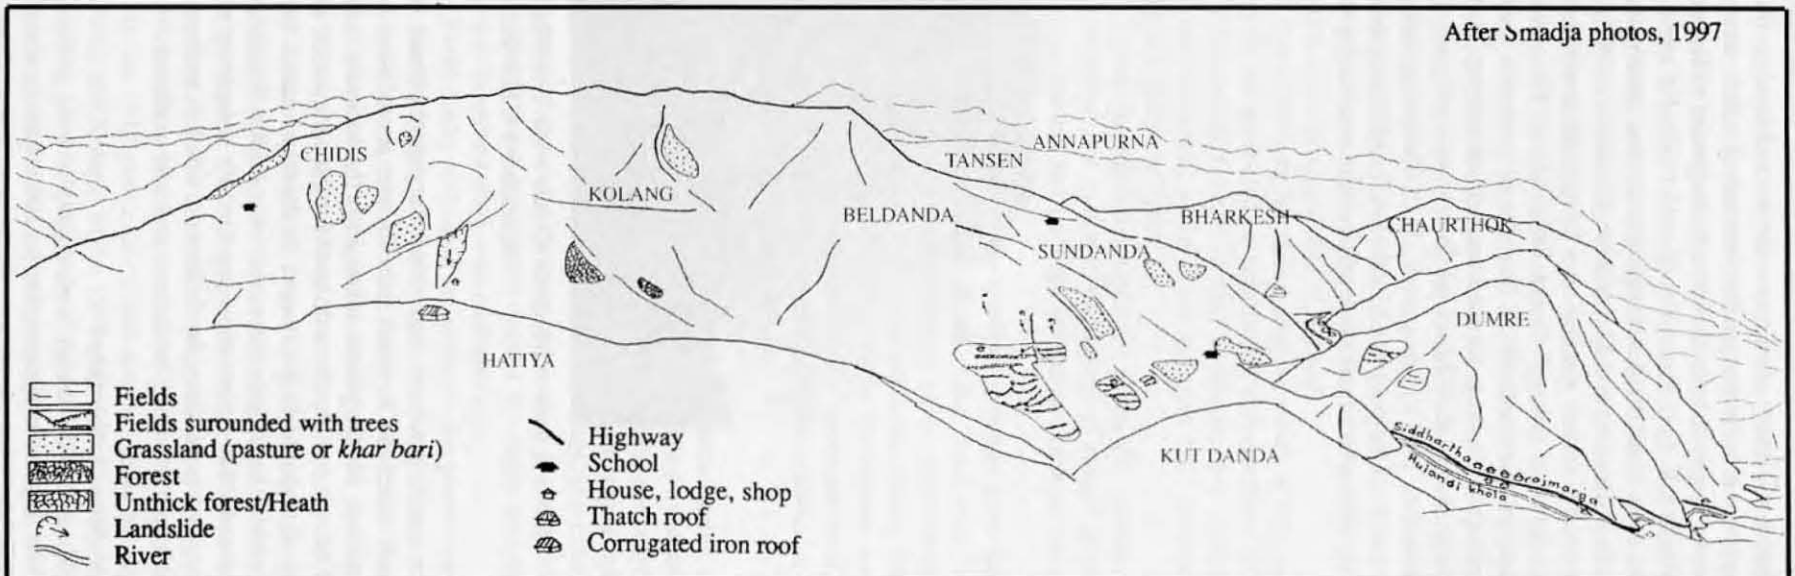 After Smadja photos, 1997
ANNAPURNA
CHIDIS
TANSEN
KOLANG
BELDANDA
BHARKESH
CHAURTHOK
SUNDANDA
DUMRE
HATIYA
KUT DANDA
Siddhartha rajmarga
khola
Fields
Fields surounded with trees
Grassland (pasture or khar bari)
Forest
Unthick forest/Heath
Landslide
River
Highway
School
House, lodge, shop
Thatch roof
Corrugated iron roof